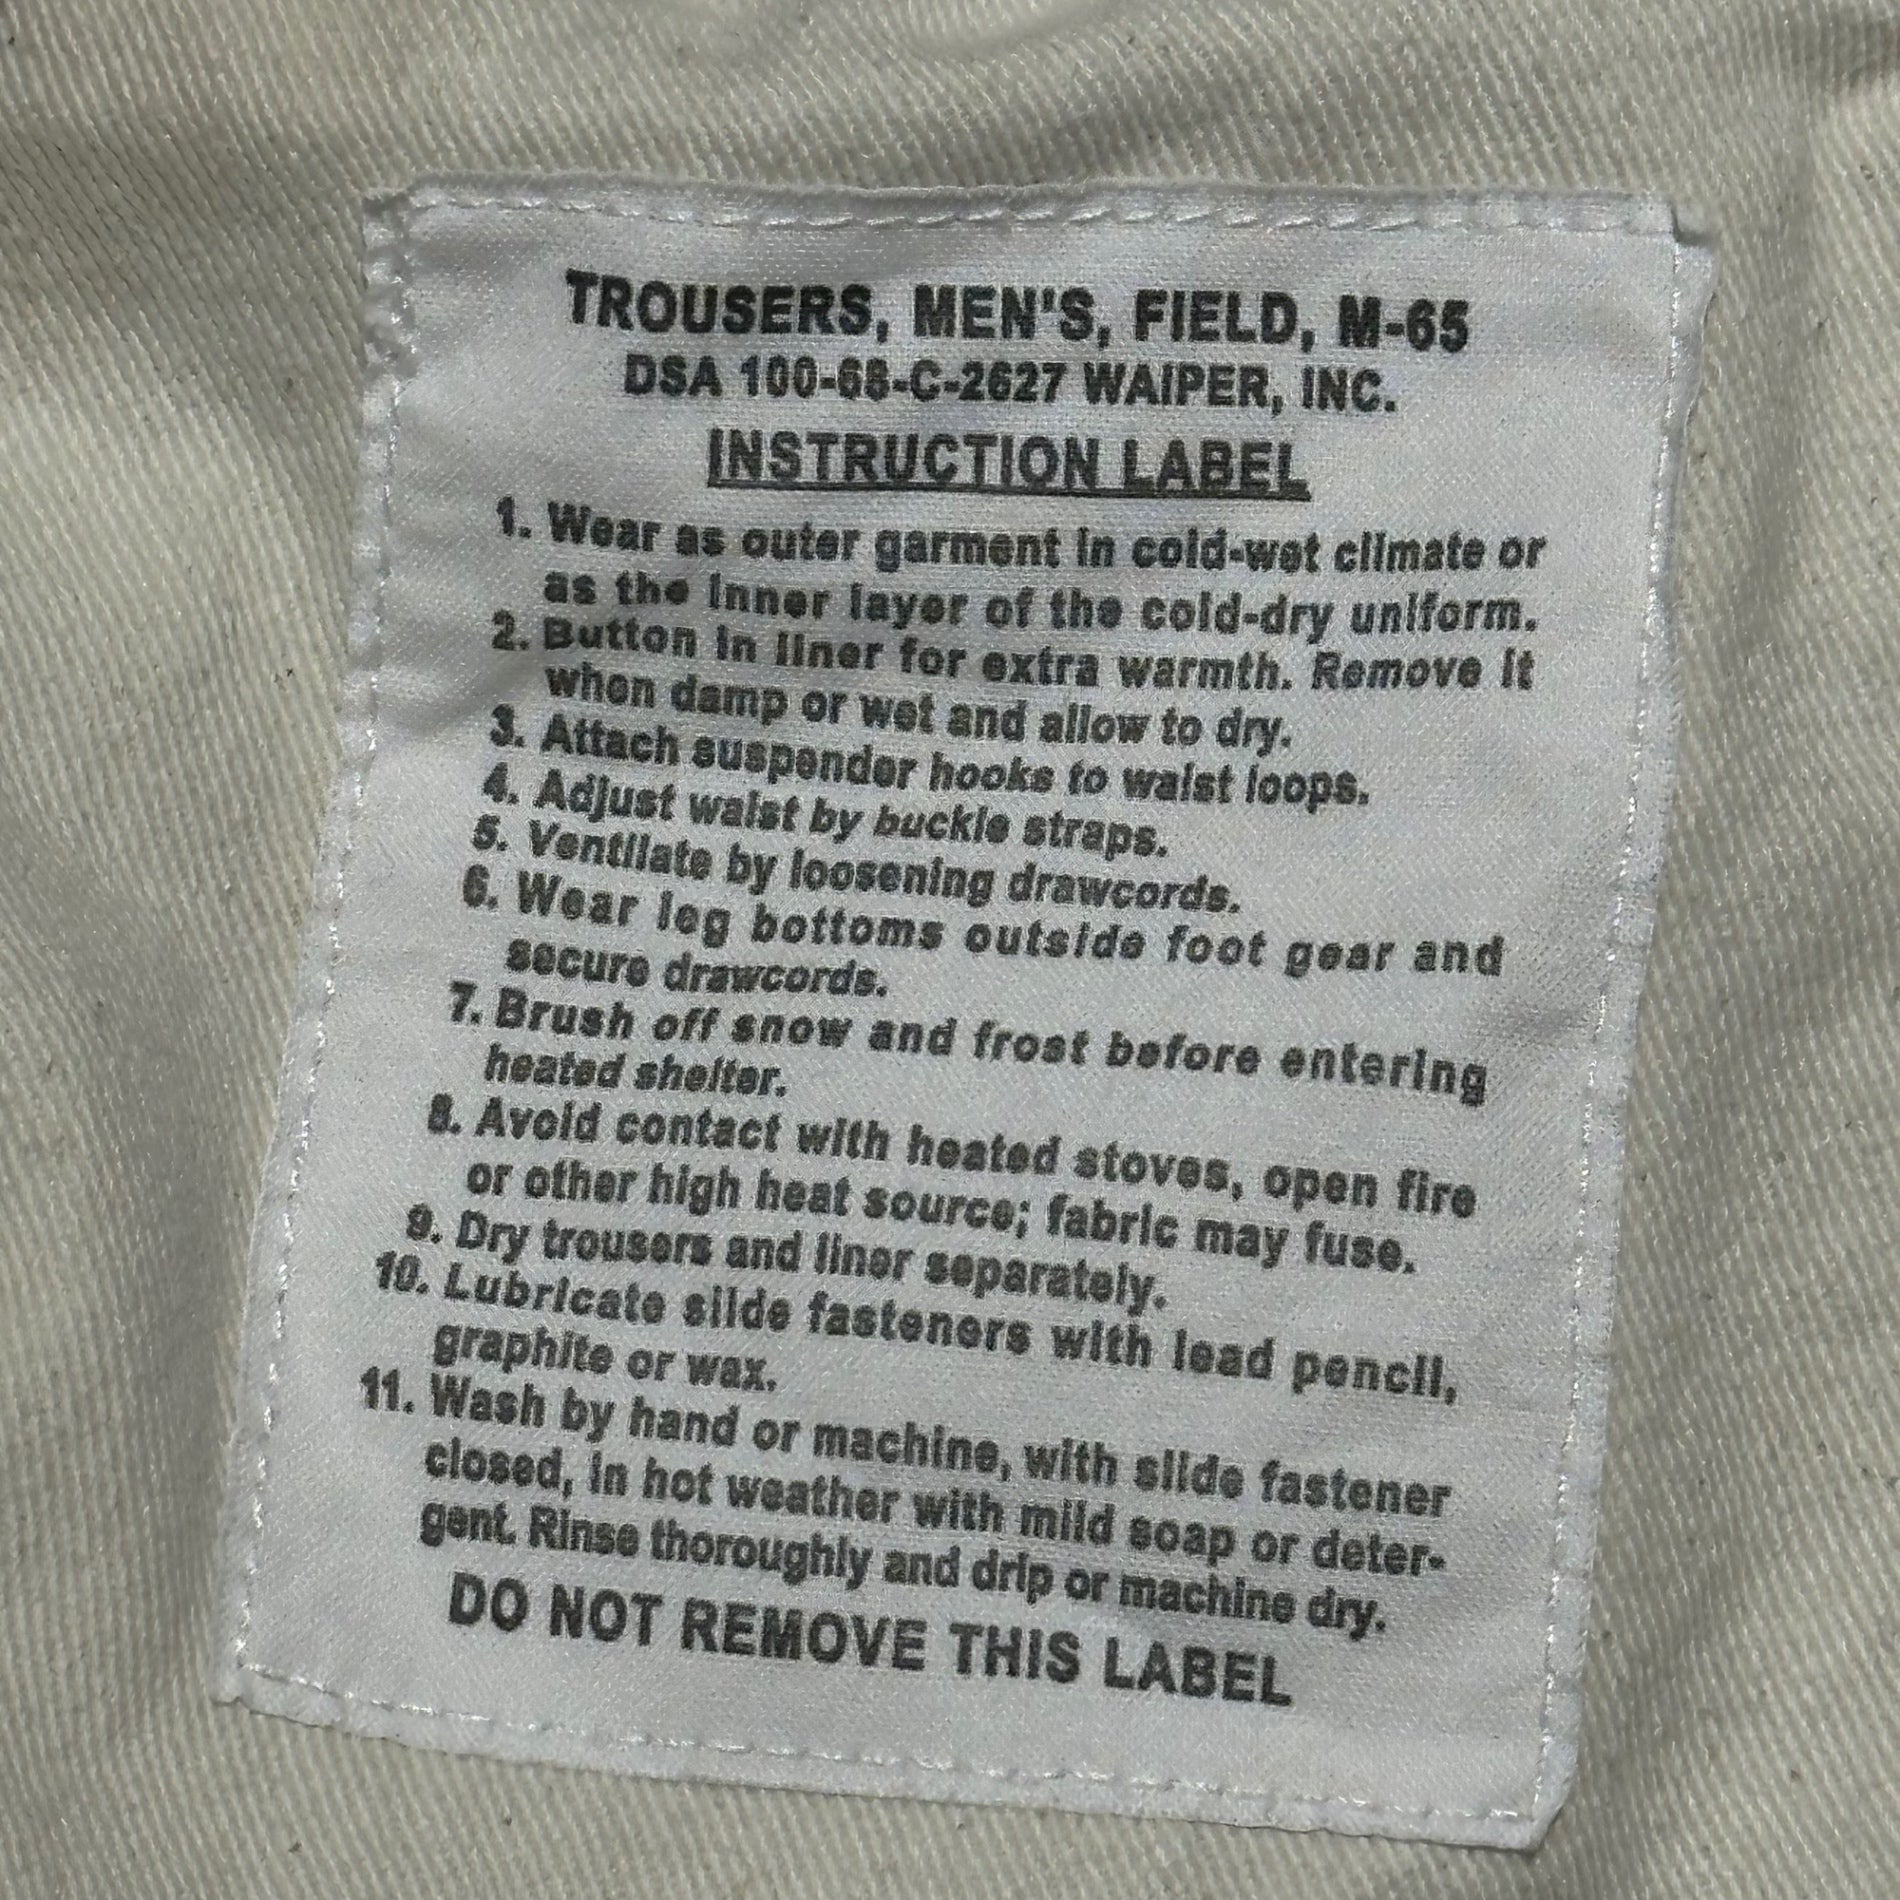 TROUSERS, MEN'S, FIELD, M-65
DSA 100-68-C-2627 WAIPER, INC.
INSTRUCTION LABEL
1. Wear as outer garment in cold-wet climate or
as the inner layer of the cold-dry uniform.
2. Button in liner for extra warmth. Remove it
when damp or wet and allow to dry.
3. Attach suspender hooks to waist loops.
4. Adjust waist by buckle straps.
5. Ventilate by loosening drawcords.
6. Wear leg bottoms outside foot gear and
secure drawcords.
7. Brush off snow and frost before entering
heated shelter.
8. Avoid contact with heated stoves, open fire
or other high heat source; fabric may fuse.
9. Dry trousers and liner separately.
10. Lubricate slide fasteners with lead pencil,
graphite or wax.
11. Wash by hand or machine, with slide fastener
closed, in hot weather with mild soap or deter-
gent. Rinse thoroughly and drip or machine dry.
DO NOT REMOVE THIS LABEL